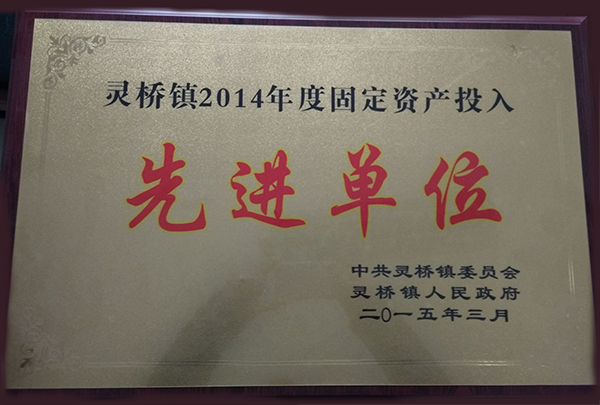 灵桥镇2014年度固定资产投入
先进单位
中共灵桥镇委员会
灵桥镇人民政府
二〇一五年三月